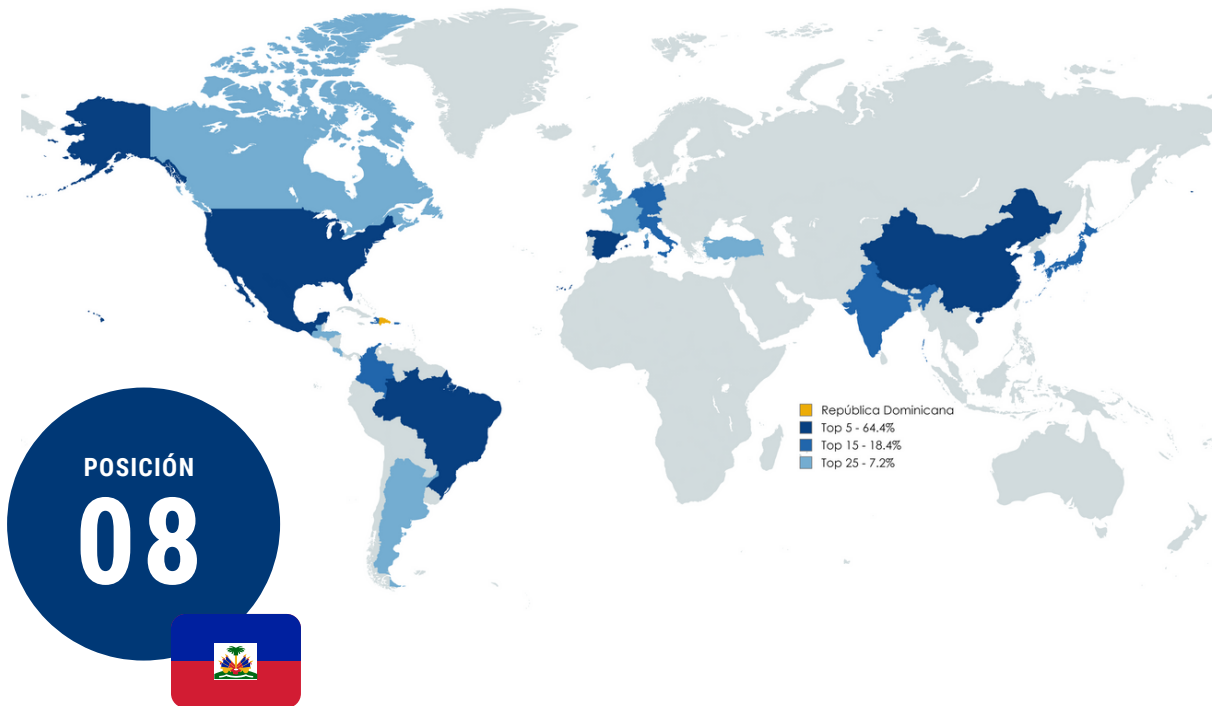 POSICIÓN
08
República Dominicana
Top 5 - 64.4%
Top 15 - 18.4%
Top 25 - 7.2%